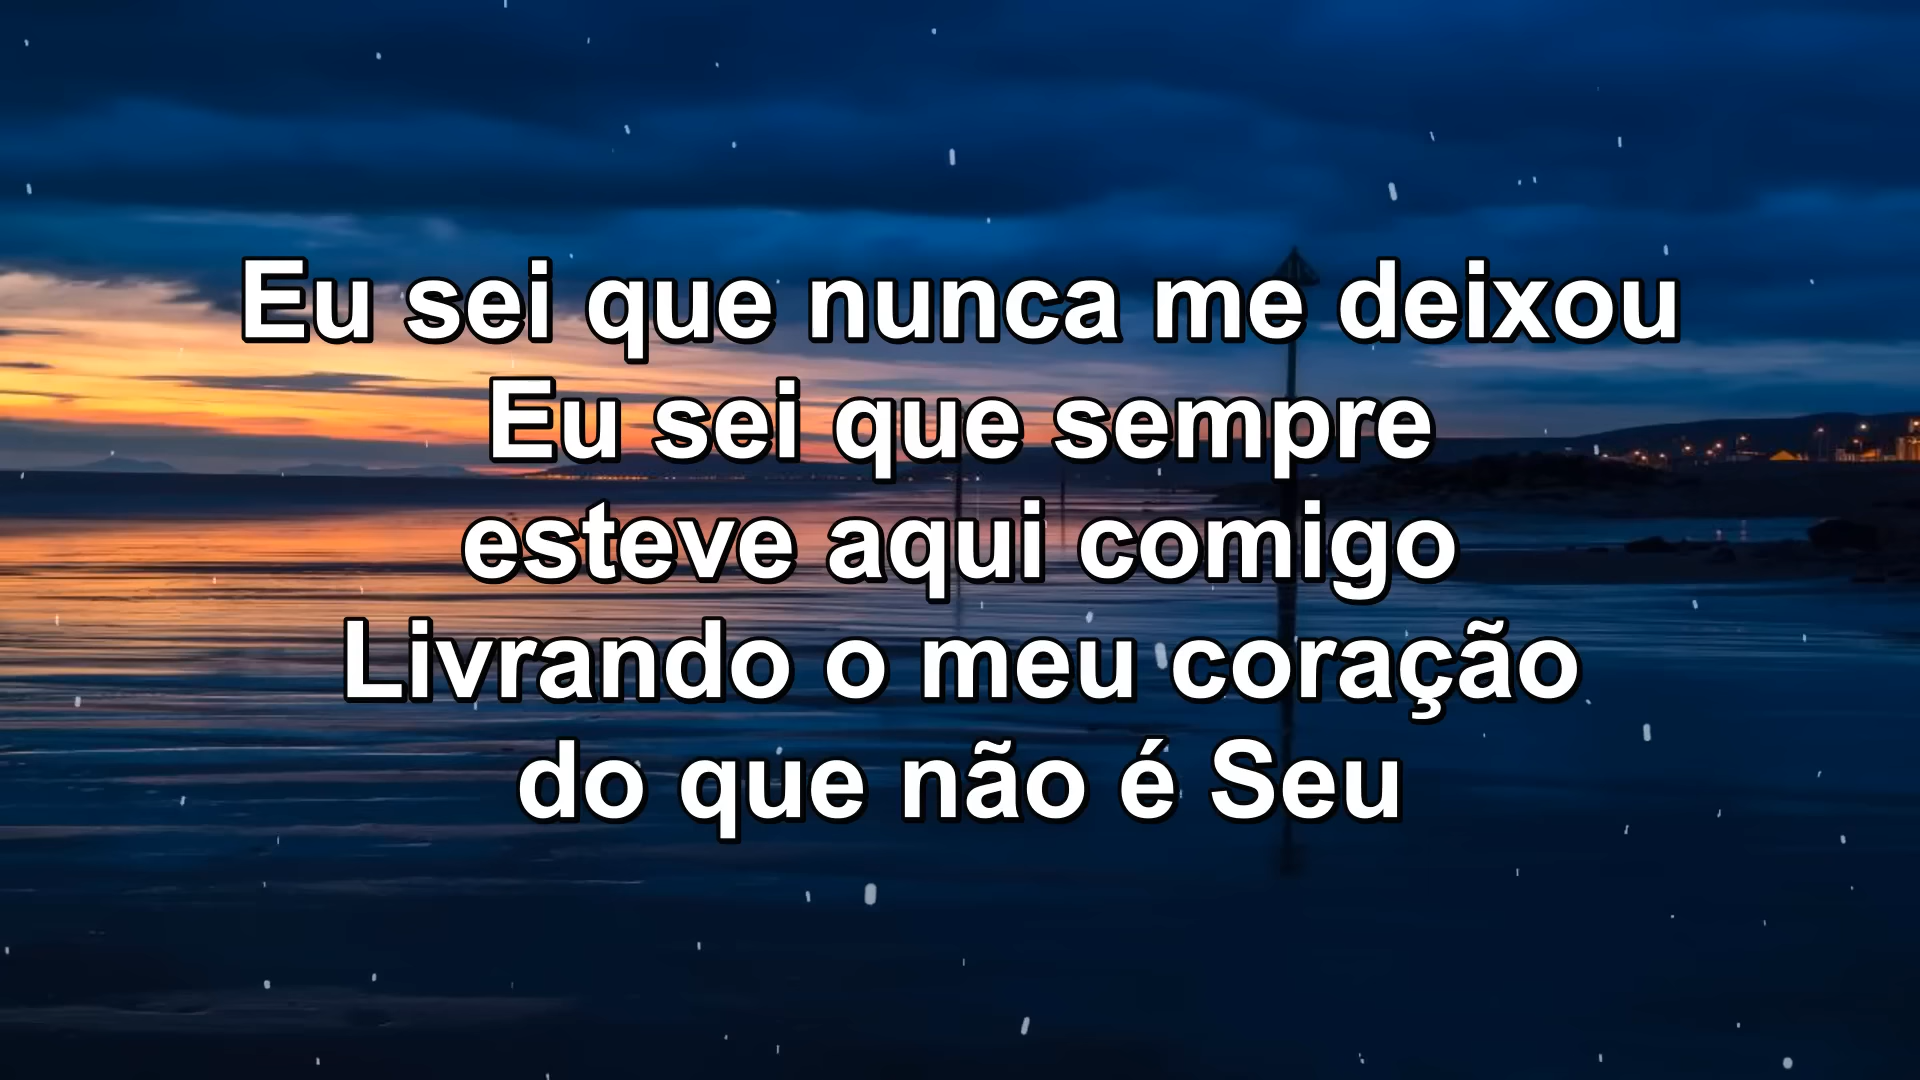 Eu sei que nunca me deixou
Eu sei que sempre
esteve aqui comigo
Livrando o meu coração
do que não é Seu